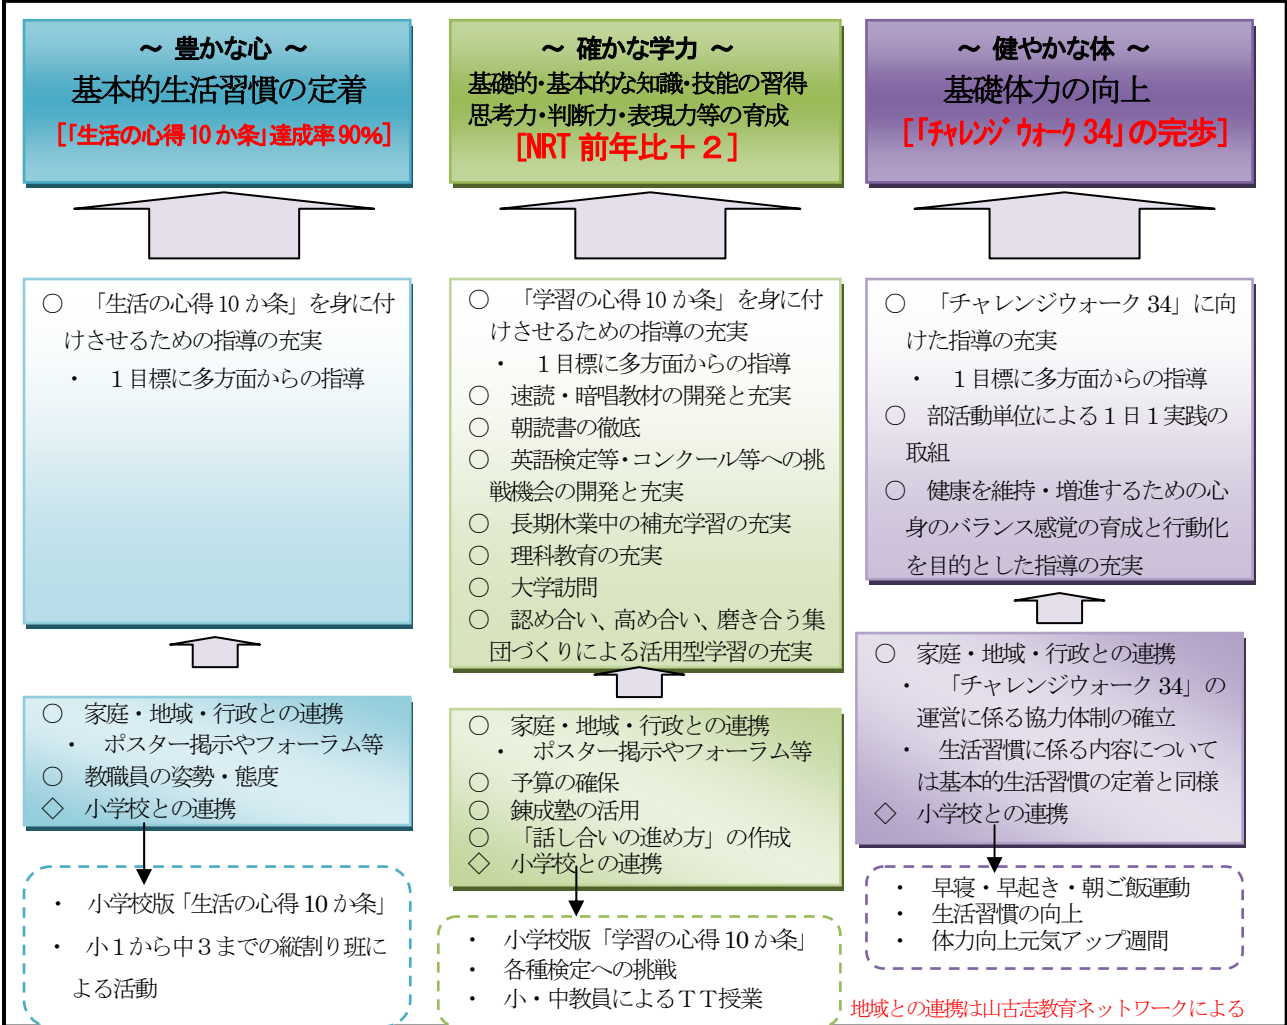 ～ 豊かな心 ～
基本的生活習慣の定着
[「生活の心得10か条」達成率90%]
～ 確かな学力 ～
基礎的・基本的な知識・技能の習得
思考力・判断力・表現力等の育成
[NRT 前年比＋２]
～ 健やかな体 ～
基礎体力の向上
[「ﾁｬﾚﾝｼﾞｳｫｰｸ34」の完歩]
○ 「生活の心得10か条」を身に付
けさせるための指導の充実
・ １目標に多方面からの指導
○ 「学習の心得10か条」を身に付
けさせるための指導の充実
・ １目標に多方面からの指導
○ 速読・暗唱教材の開発と充実
○ 朝読書の徹底
○ 英語検定等・コンクール等への挑
戦機会の開発と充実
○ 長期休業中の補充学習の充実
○ 理科教育の充実
○ 大学訪問
○ 認め合い、高め合い、磨き合う集
団づくりによる活用型学習の充実
○ 「チャレンジウォーク34」に向
けた指導の充実
・ １目標に多方面からの指導
○ 部活動単位による１日１実践の
取組
○ 健康を維持・増進するための心
身のバランス感覚の育成と行動化
を目的とした指導の充実
○ 家庭・地域・行政との連携
・ ポスター掲示やフォーラム等
○ 教職員の姿勢・態度
◇ 小学校との連携
○ 家庭・地域・行政との連携
・ ポスター掲示やフォーラム等
○ 予算の確保
○ 錬成塾の活用
○ 「話し合いの進め方」の作成
◇ 小学校との連携
○ 家庭・地域・行政との連携
・ 「チャレンジウォーク34」の
運営に係る協力体制の確立
・ 生活習慣に係る内容について
は基本的生活習慣の定着と同様
◇ 小学校との連携
・ 小学校版「生活の心得10か条」
・ 小１から中３までの縦割り班に
よる活動
・ 小学校版「学習の心得10か条」
・ 各種検定への挑戦
・ 小・中教員によるＴＴ授業
・ 早寝・早起き・朝ご飯運動
・ 生活習慣の向上
・ 体力向上元気アップ週間
地域との連携は山古志教育ネットワークによる